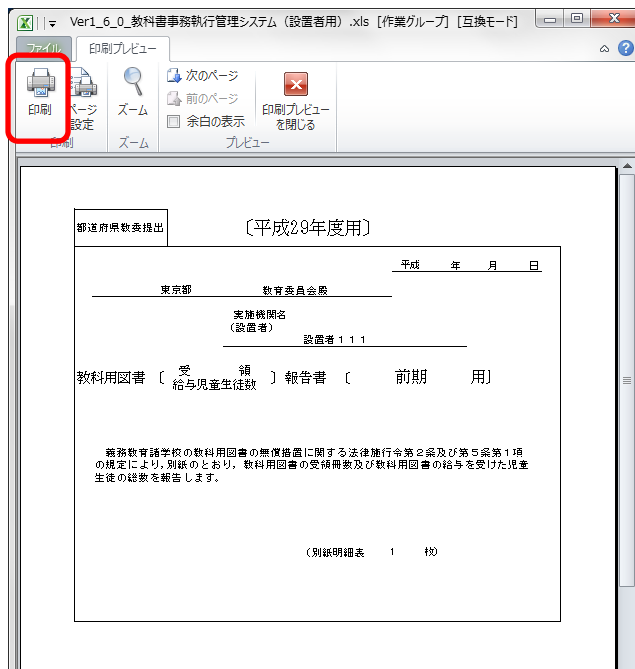 Ver1_6_0_教科書事務執行管理システム（設置者用）.xls [作業グループ] [互換モード]
ファイル 印刷プレビュー
印刷 ページ設定 ズーム 次のページ
前のページ
余白の表示 印刷プレビューを閉じる
印刷 ズーム プレビュー
都道府県教委提出 〔平成29年度用〕
平成 年 月 日
東京都 教育委員会殿
実施機関名
（設置者）
設置者１１１
教科用図書 〔 受 領
給与児童生徒数 〕報告書 〔 前期 用〕
義務教育諸学校の教科用図書の無償措置に関する法律施行令第２条及び第５条第１項
の規定により，別紙のとおり，教科用図書の受領冊数及び教科用図書の給与を受けた児童
生徒の総数を報告します。
（別紙明細表 1 枚）